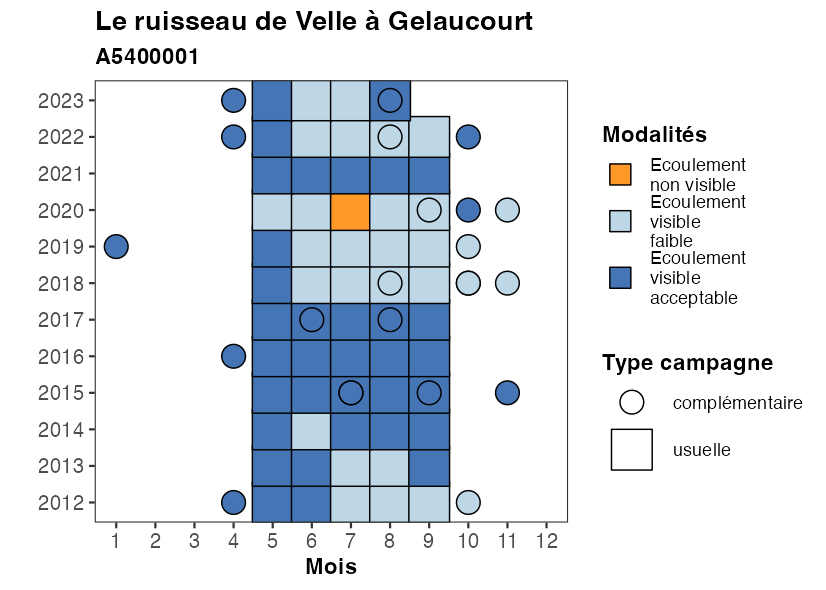 Le ruisseau de Velle à Gelaucourt
A5400001
2023
2022
2021
2020
2019
2018
2017
2016
2015
2014
2013
2012
1 2 3 4 5 6 7 8 9 10 11 12
Mois
Modalités
Ecoulement
non visible
Ecoulement
visible
faible
Ecoulement
visible
acceptable
Type campagne
complémentaire
usuelle